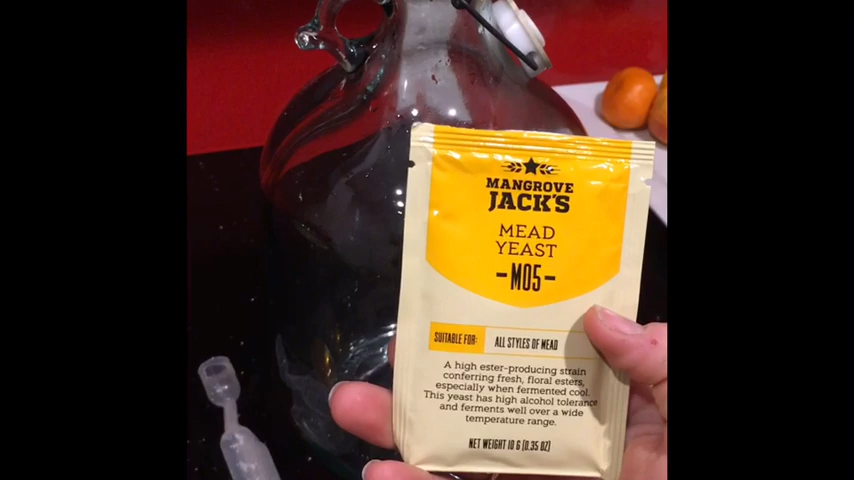 MANGROVE
JACK'S
MEAD
YEAST
-M05-
SUITABLE FOR: ALL STYLES OF MEAD
A high ester-producing strain
conferring fresh, floral esters,
especially when fermented cool.
This yeast has high alcohol tolerance
and ferments well over a wide
temperature range.
NET WEIGHT 10 G (0.35 OZ)